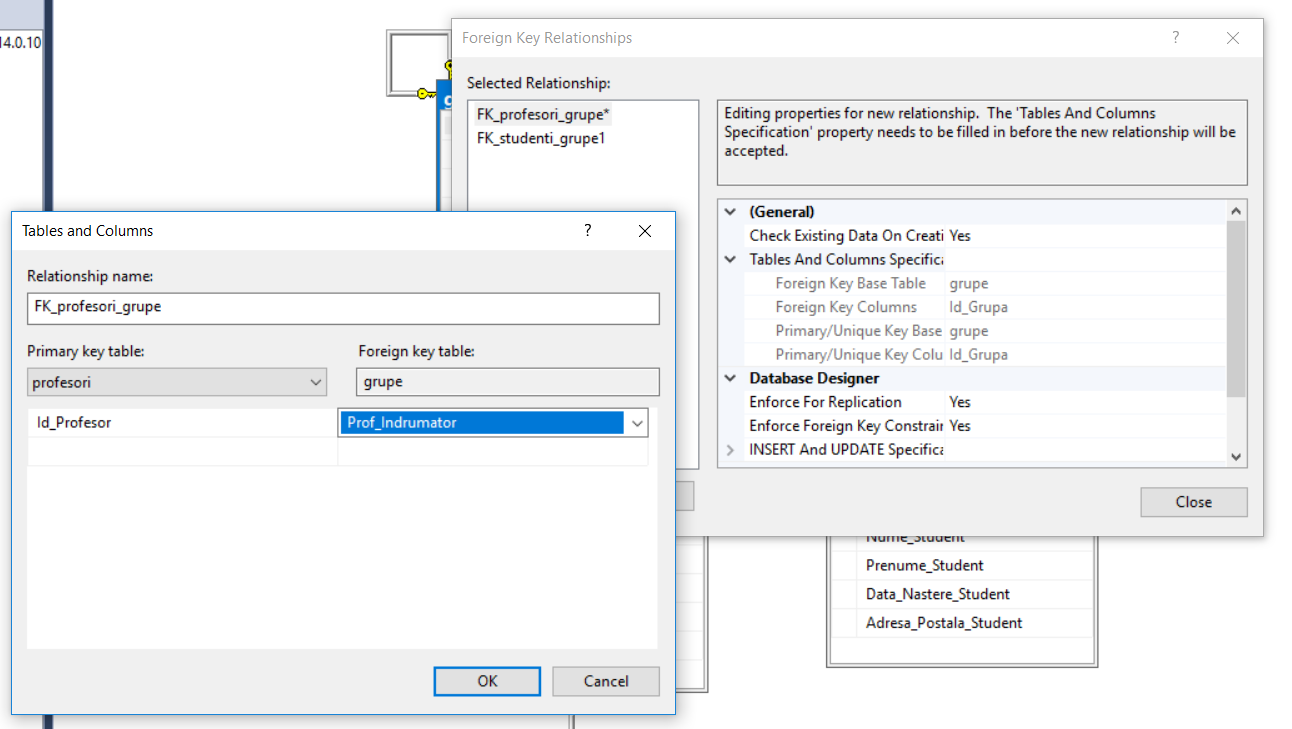 14.0.10
Foreign Key Relationships
?
Selected Relationship:
FK_profesori_grupe*
FK_studenti_grupe1
Editing properties for new relationship. The 'Tables And Columns
Specification' property needs to be filled in before the new relationship will be
accepted.
(General)
Check Existing Data On Creati Yes
Tables And Columns Specifica
Foreign Key Base Table grupe
Foreign Key Columns Id_Grupa
Primary/Unique Key Base grupe
Primary/Unique Key Colu Id_Grupa
Database Designer
Enforce For Replication Yes
Enforce Foreign Key Constrair Yes
INSERT And UPDATE Specifica
Close
Tables and Columns
?
Relationship name:
FK_profesori_grupe
Primary key table: Foreign key table:
profesori grupe
Id_Profesor Prof_Indrumator
OK Cancel
Nume_Student
Prenume_Student
Data_Nastere_Student
Adresa_Postala_Student